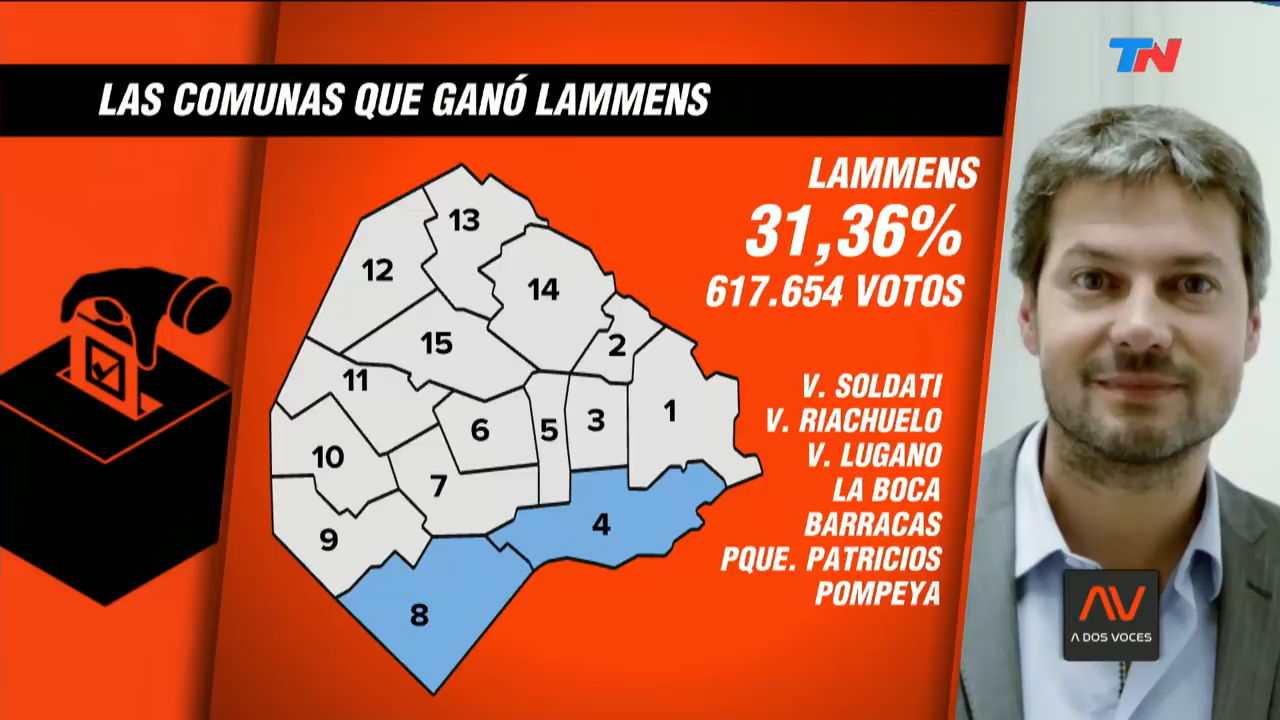 TN
LAS COMUNAS QUE GANÓ LAMMENS
LAMMENS
31,36%
617.654 VOTOS
13
12
14
2
15
11
1
3
5
6
10
7
4
9
8
V. SOLDATI
V. RIACHUELO
V. LUGANO
LA BOCA
BARRACAS
PQUE. PATRICIOS
POMPEYA
AV
A DOS VOCES